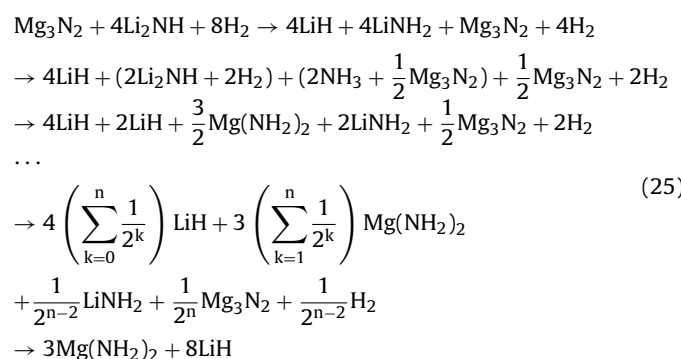 Mg₃N₂ + 4Li₂NH + 8H₂ → 4LiH + 4LiNH₂ + Mg₃N₂ + 4H₂
→ 4LiH + (2Li₂NH + 2H₂) + (2NH₃ + 1/2 Mg₃N₂) + 1/2 Mg₃N₂ + 2H₂
→ 4LiH + 2LiH + 3/2 Mg(NH₂)₂ + 2LiNH₂ + 1/2 Mg₃N₂ + 2H₂
...
(25)
→ 4 (∑_{k=0}^{n} 1/2^k) LiH + 3 (∑_{k=1}^{n} 1/2^k) Mg(NH₂)₂
+ 1/2^{n−2} LiNH₂ + 1/2^n Mg₃N₂ + 1/2^{n−2} H₂
→ 3Mg(NH₂)₂ + 8LiH